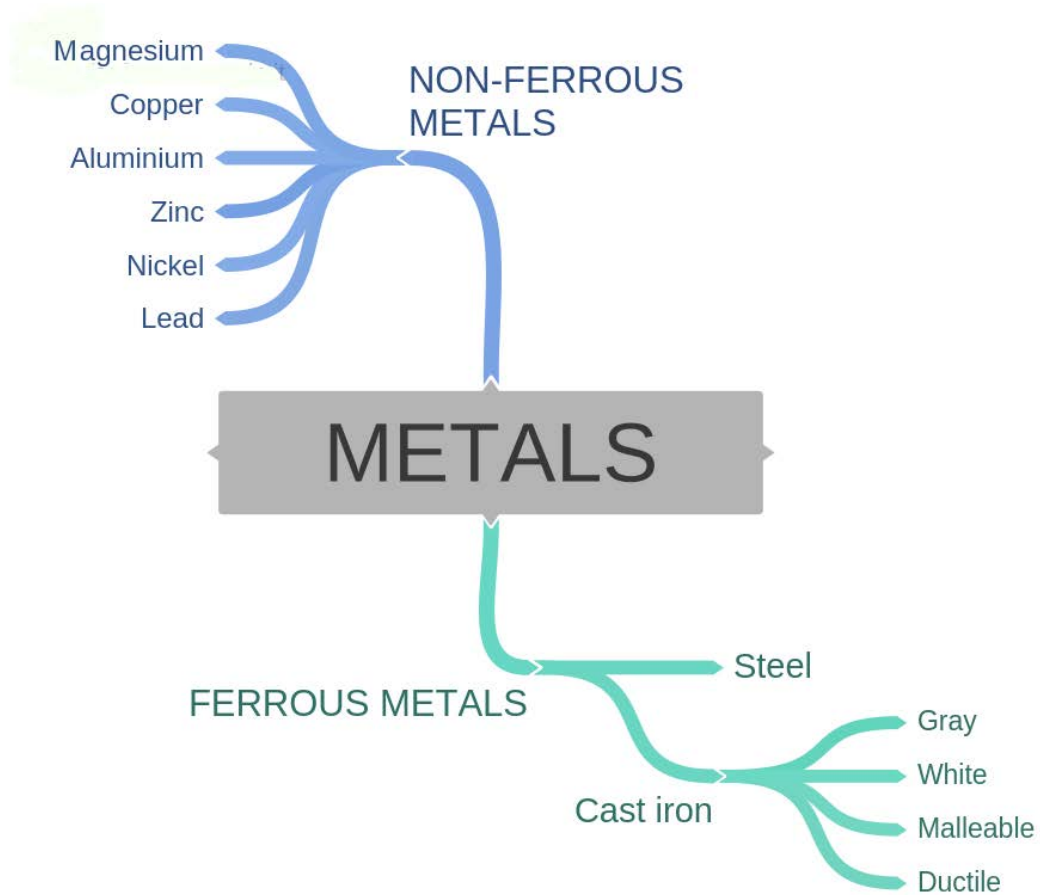 Magnesium
NON-FERROUS
METALS
Copper
Aluminium
Zinc
Nickel
Lead
METALS
Steel
FERROUS METALS
Gray
White
Cast iron
Malleable
Ductile